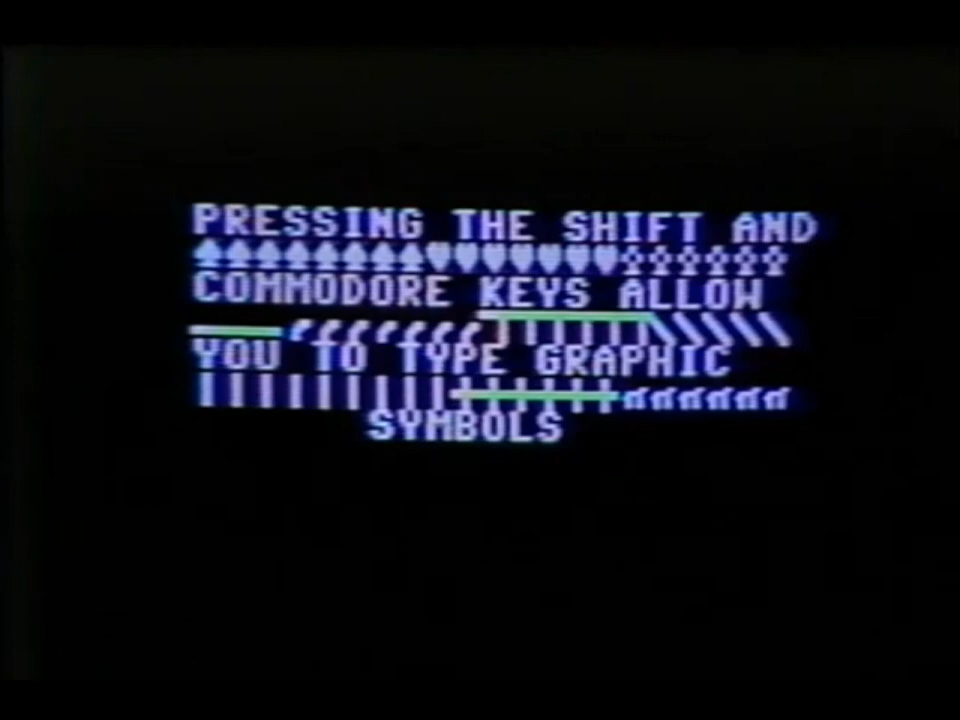 PRESSING THE SHIFT AND
COMMODORE KEYS ALLOW
YOU TO TYPE GRAPHIC
SYMBOLS